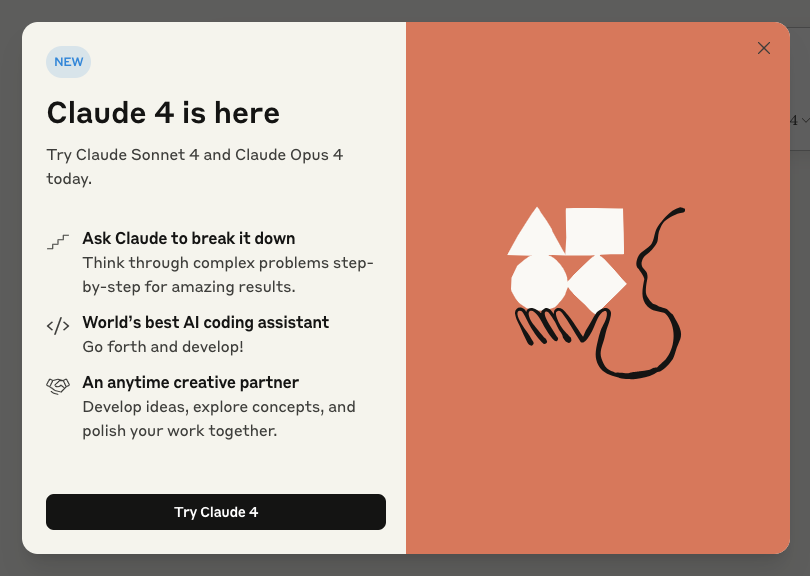 NEW
Claude 4 is here
Try Claude Sonnet 4 and Claude Opus 4
today.
Ask Claude to break it down
Think through complex problems step-
by-step for amazing results.
World’s best AI coding assistant
Go forth and develop!
An anytime creative partner
Develop ideas, explore concepts, and
polish your work together.
Try Claude 4
4